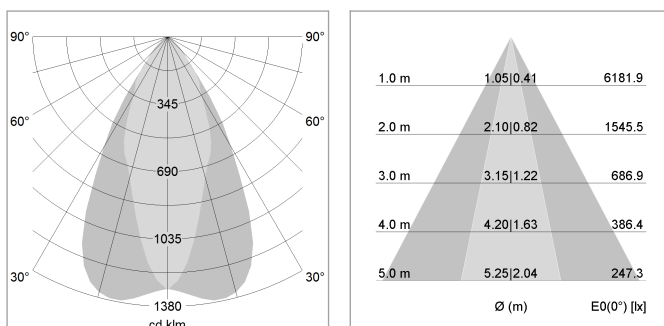 90° 90°
345
60° 60°
690
1035
30° 30°
1380
cd klm
1.0 m 1.05|0.41 6181.9
2.0 m 2.10|0.82 1545.5
3.0 m 3.15|1.22 686.9
4.0 m 4.20|1.63 386.4
5.0 m 5.25|2.04 247.3
Ø (m) E0(0°) [lx]